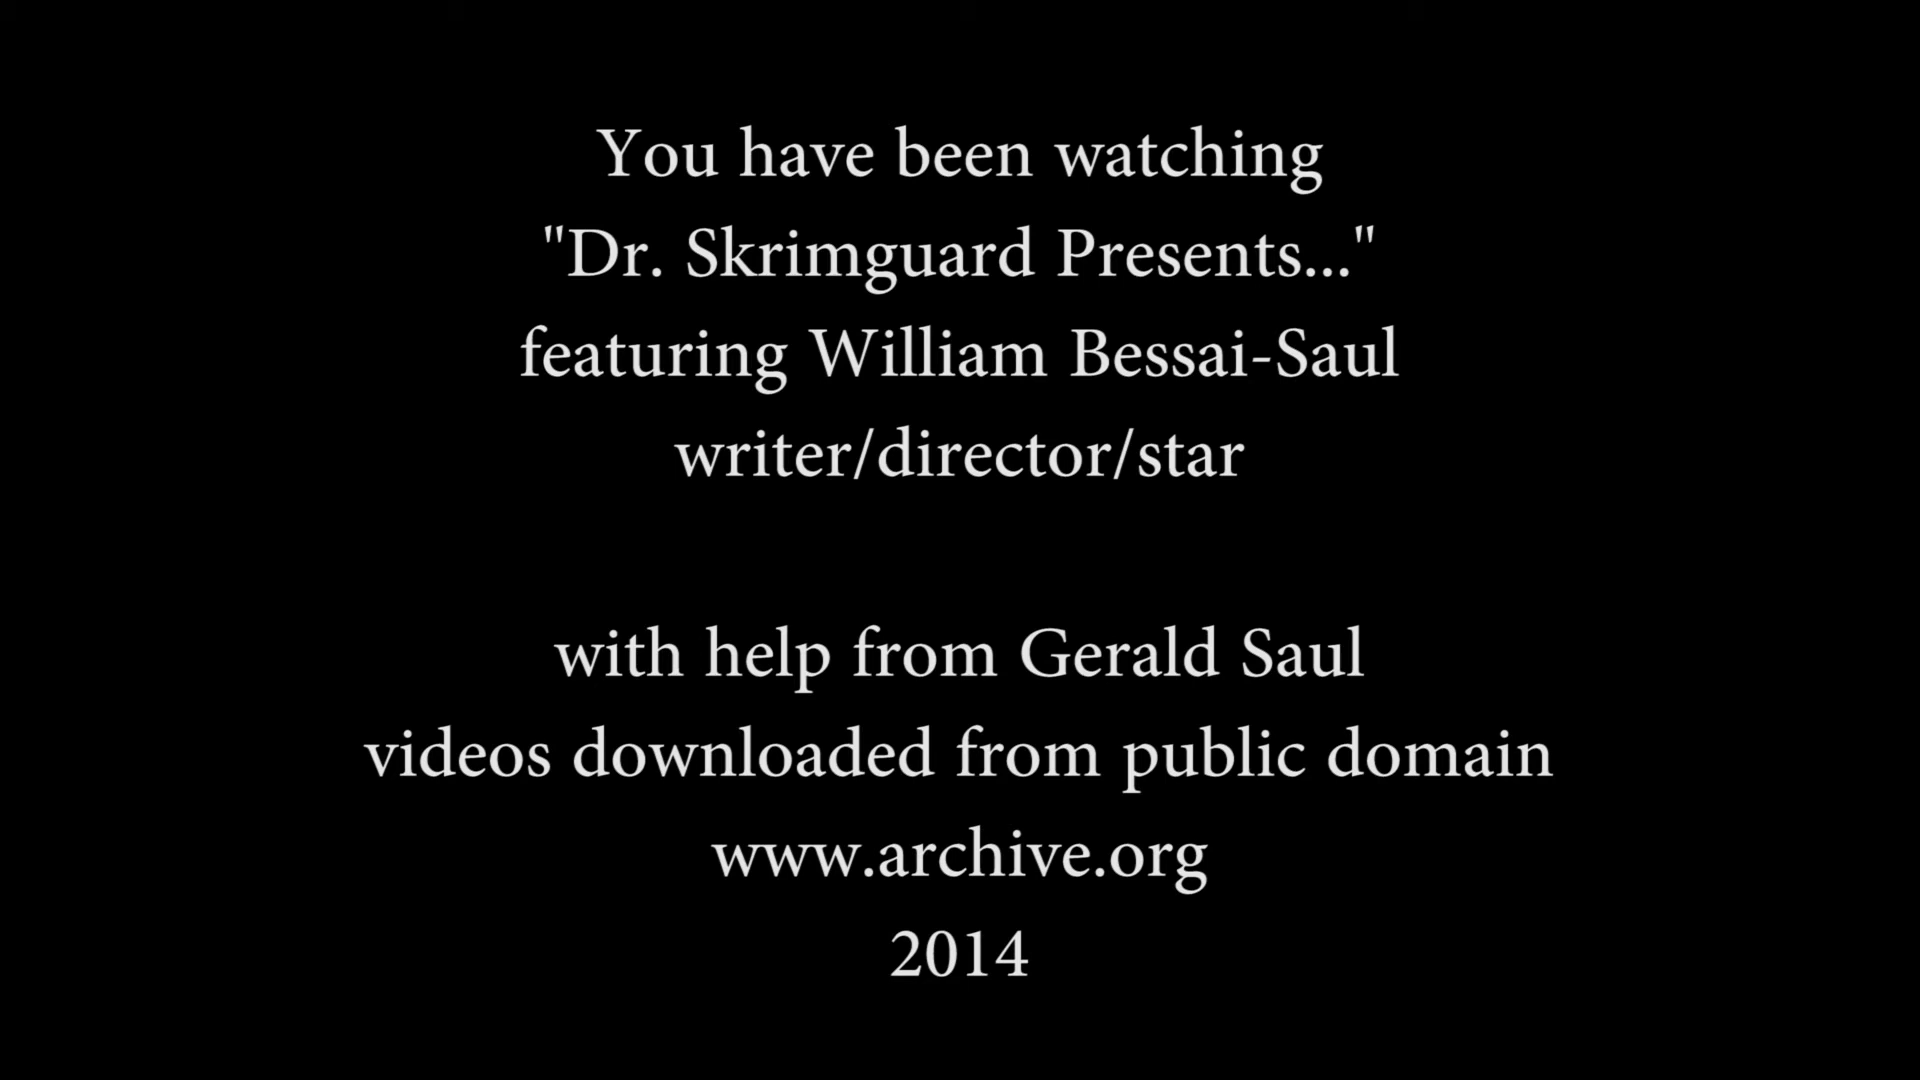 You have been watching
"Dr. Skrimguard Presents..."
featuring William Bessai-Saul
writer/director/star
with help from Gerald Saul
videos downloaded from public domain
www.archive.org
2014